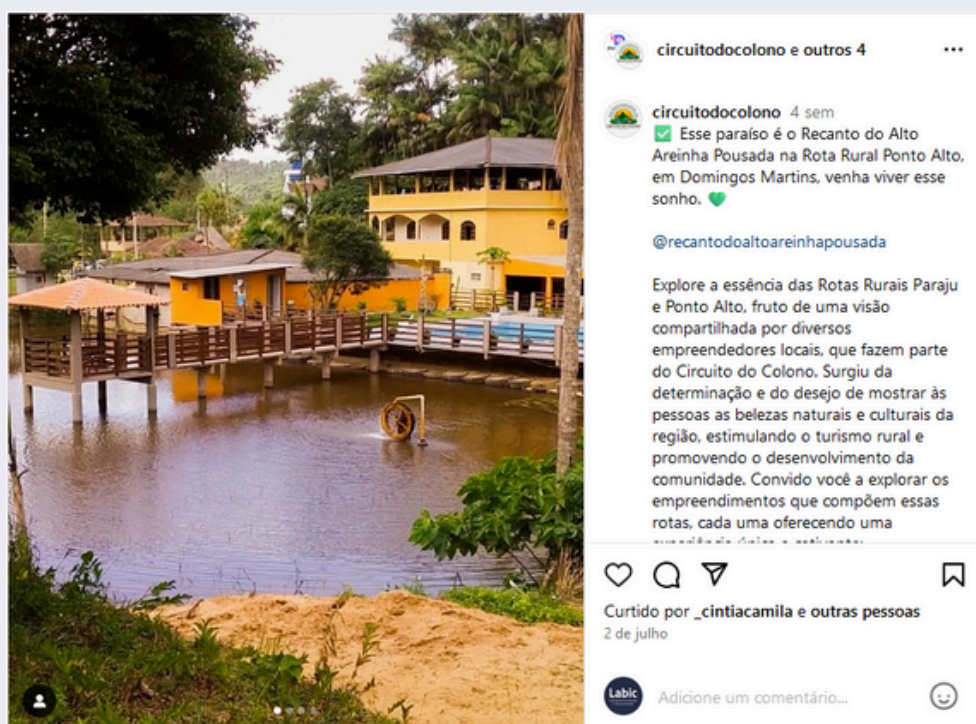 circuitodocolono e outros 4
circuitodocolono 4 sem
✅ Esse paraíso é o Recanto do Alto
Areinha Pousada na Rota Rural Ponto Alto,
em Domingos Martins, venha viver esse
sonho. 💚
@recantodoaltoareinhapousada
Explore a essência das Rotas Rurais Paraju
e Ponto Alto, fruto de uma visão
compartilhada por diversos
empreendedores locais, que fazem parte
do Circuito do Colono. Surgiu da
determinação e do desejo de mostrar às
pessoas as belezas naturais e culturais da
região, estimulando o turismo rural e
promovendo o desenvolvimento da
comunidade. Convido você a explorar os
empreendimentos que compõem essas
rotas, cada uma oferecendo uma
Curtido por _cintiacamila e outras pessoas
2 de julho
Labic
Adicione um comentário...